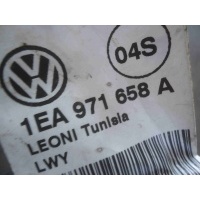 04S
1EA 971 658 A
LEONI Tunisia
LWY